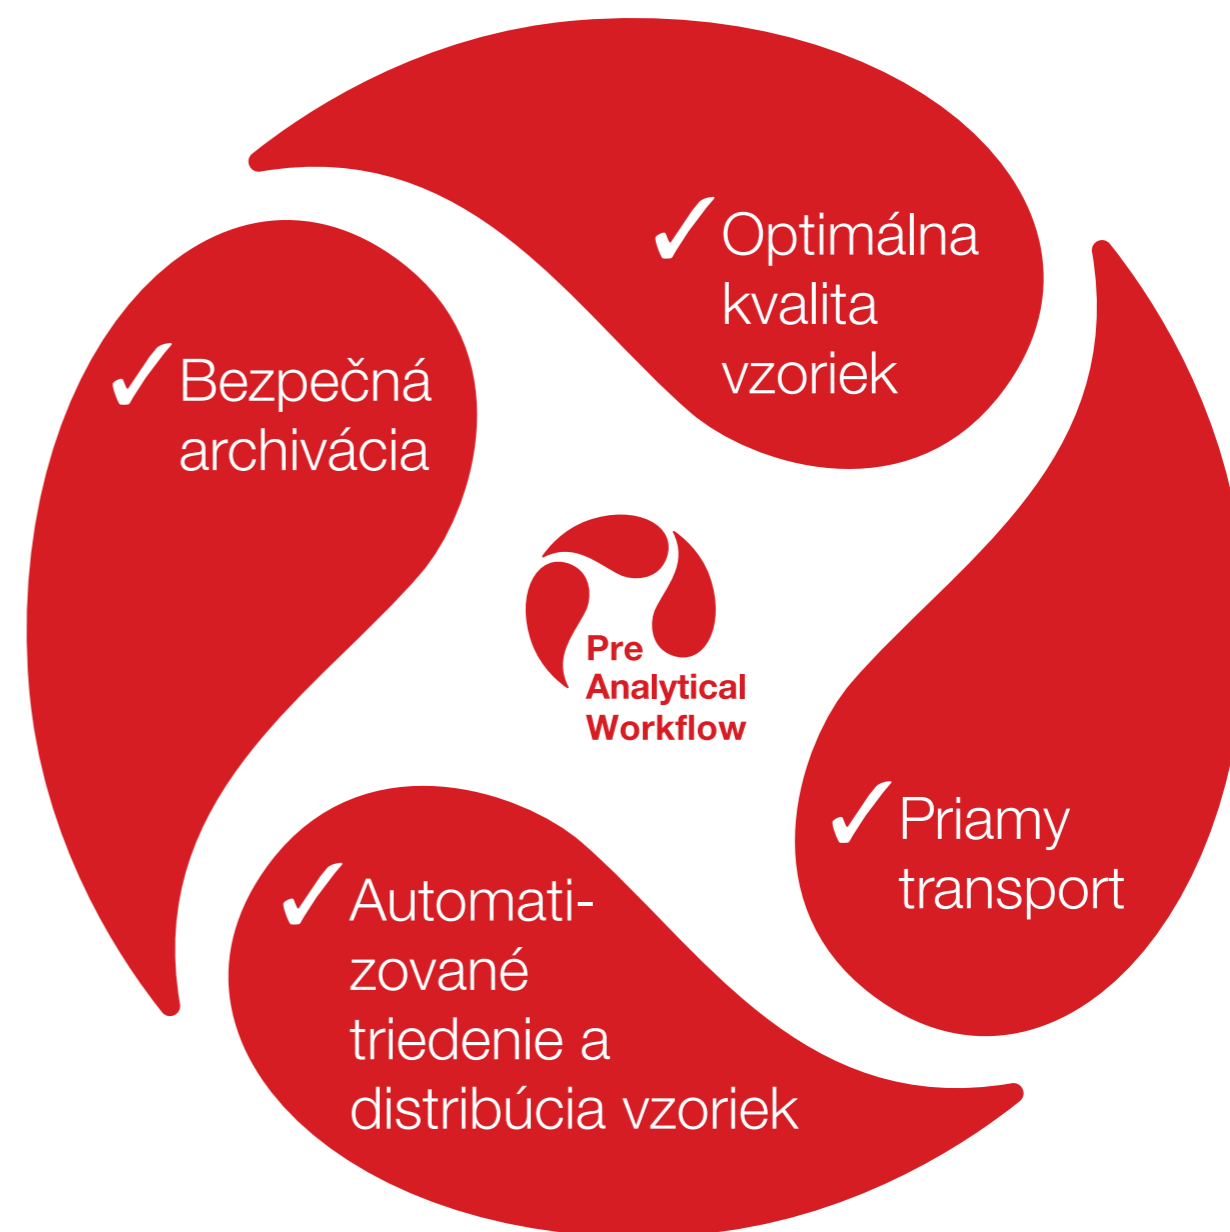 ✓ Optimálna
kvalita
vzoriek
✓ Bezpečná
archivácia
Pre
Analytical
Workflow
✓ Priamy
transport
✓ Automati-
zované
triedenie a
distribúcia vzoriek